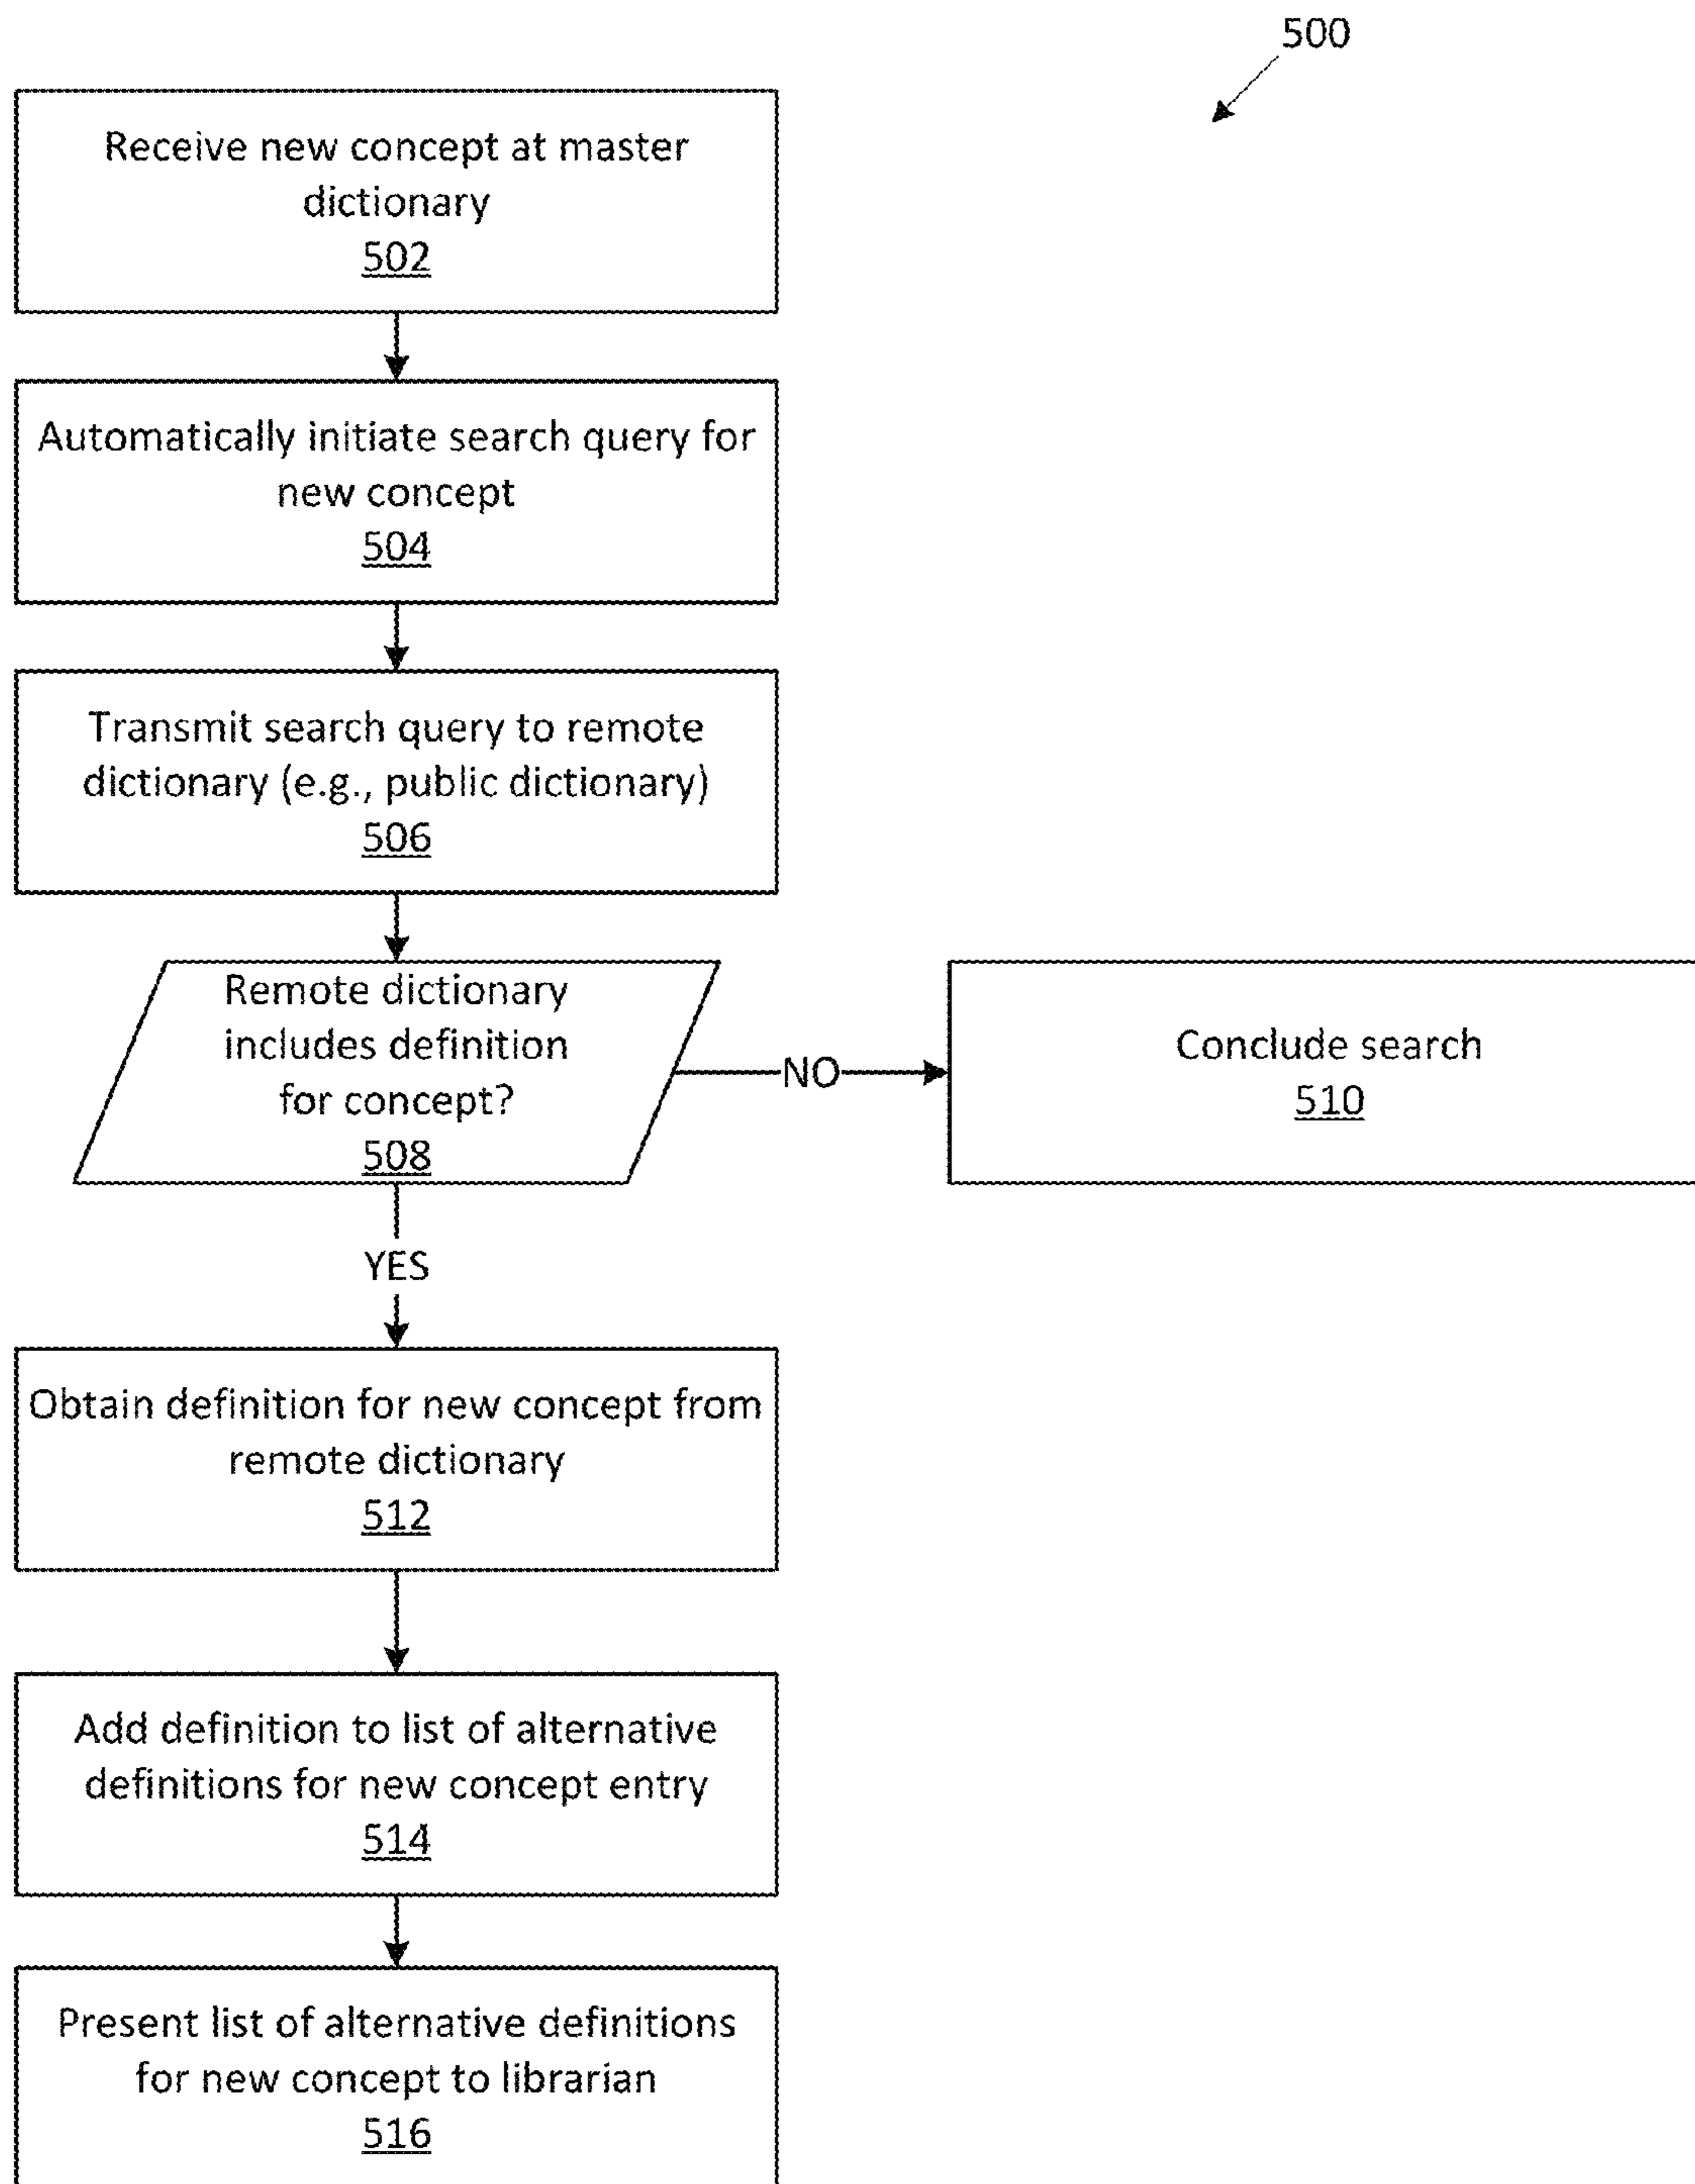 500
Receive new concept at master
dictionary
502
Automatically initiate search query for
new concept
504
Transmit search query to remote
dictionary (e.g., public dictionary)
506
Remote dictionary
includes definition
for concept?
508
NO
Conclude search
510
YES
Obtain definition for new concept from
remote dictionary
512
Add definition to list of alternative
definitions for new concept entry
514
Present list of alternative definitions
for new concept to librarian
516